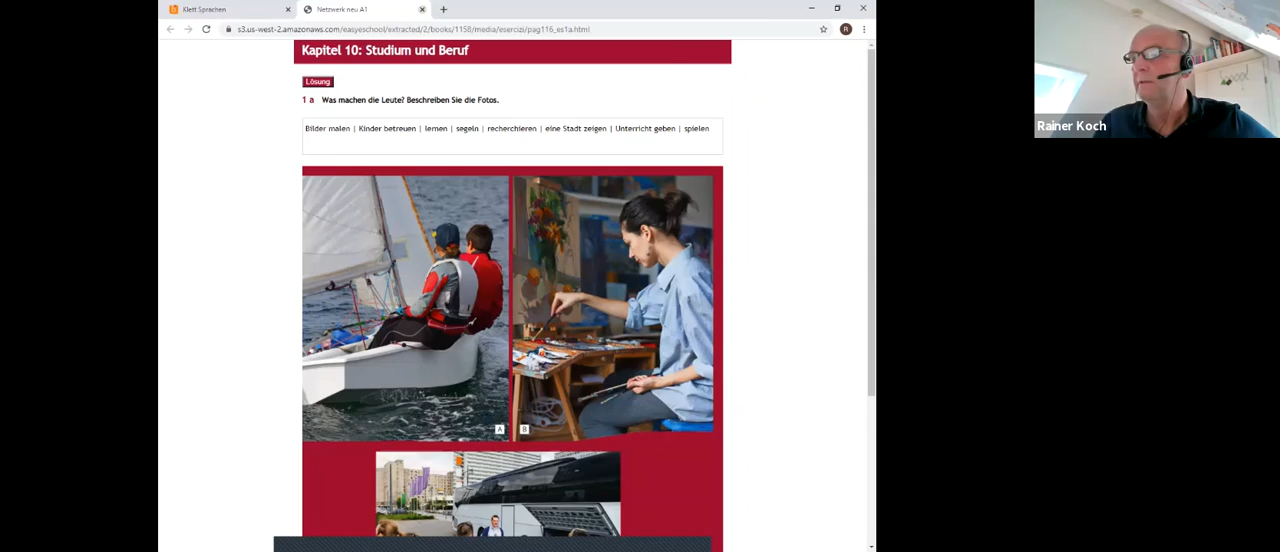 Klett Sprachen
Netzwerk neu A1
s3.us-west-2.amazonaws.com/easyeschool/extracted/2/books/1158/media/esercizi/pag116_es1a.html
R
Kapitel 10: Studium und Beruf
Lösung
1 a Was machen die Leute? Beschreiben Sie die Fotos.
Bilder malen | Kinder betreuen | lernen | segeln | recherchieren | eine Stadt zeigen | Unterricht geben | spielen
A
B
Rainer Koch